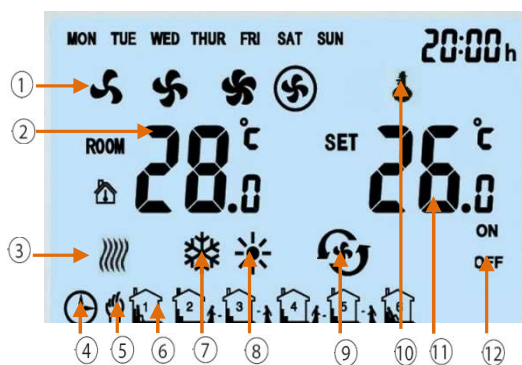 MON TUE WED THUR FRI SAT SUN 20:00h
①
② ROOM 28.0 °c SET 26.0 °c
ON
③ OFF
1 2 3 4 5 6
④ ⑤ ⑥ ⑦ ⑧ ⑨ ⑩ ⑪ ⑫